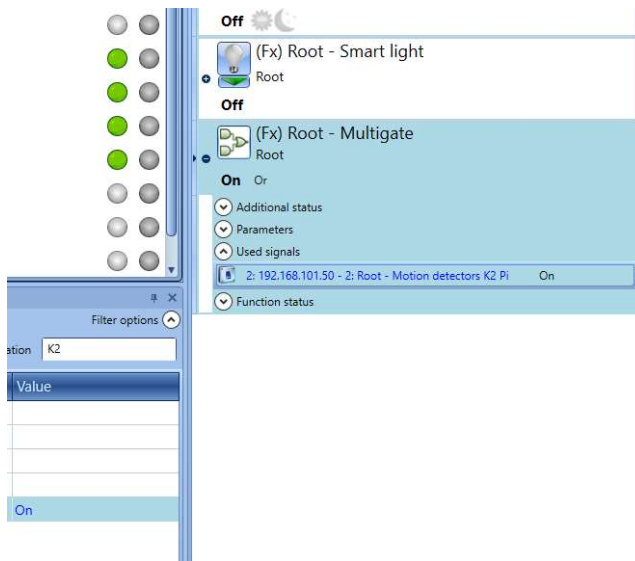 Off
(Fx) Root - Smart light
Root
Off
(Fx) Root - Multigate
Root
On Or
Additional status
Parameters
Used signals
2: 192.168.101.50 - 2: Root - Motion detectors K2 Pi On
Function status
Filter options
ation K2
Value
On